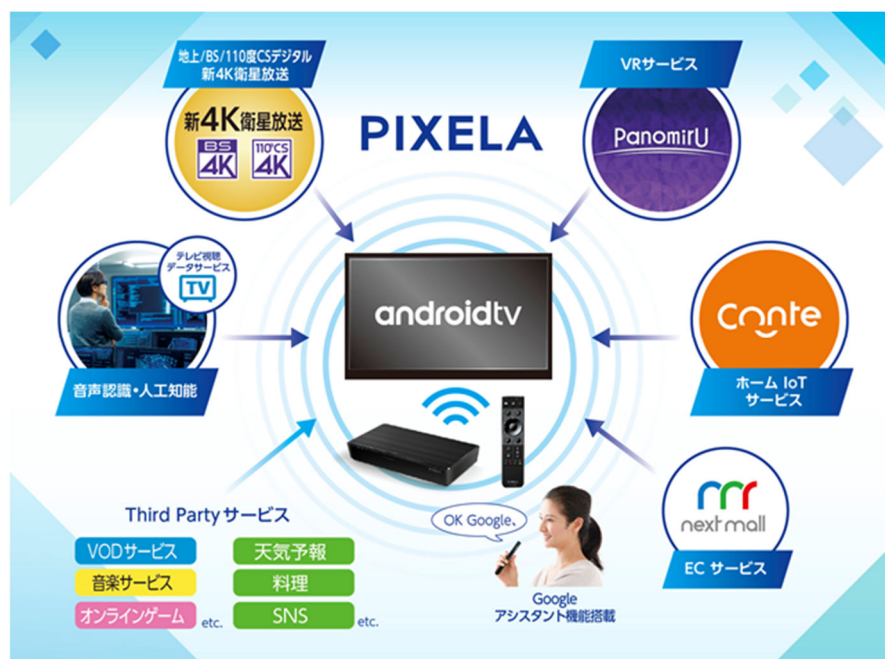 地上/BS/110度CSデジタル
新4K衛星放送
新4K衛星放送
BS
4K
110°CS
4K
PIXELA
VRサービス
PanomirU
テレビ視聴
データサービス
TV
音声認識・人工知能
androidtv
Conte
ホーム IoT
サービス
Third Partyサービス
VODサービス
音楽サービス
オンラインゲーム
etc.
天気予報
料理
SNS
etc.
OK Google、
Google
アシスタント機能搭載
next mall
EC サービス